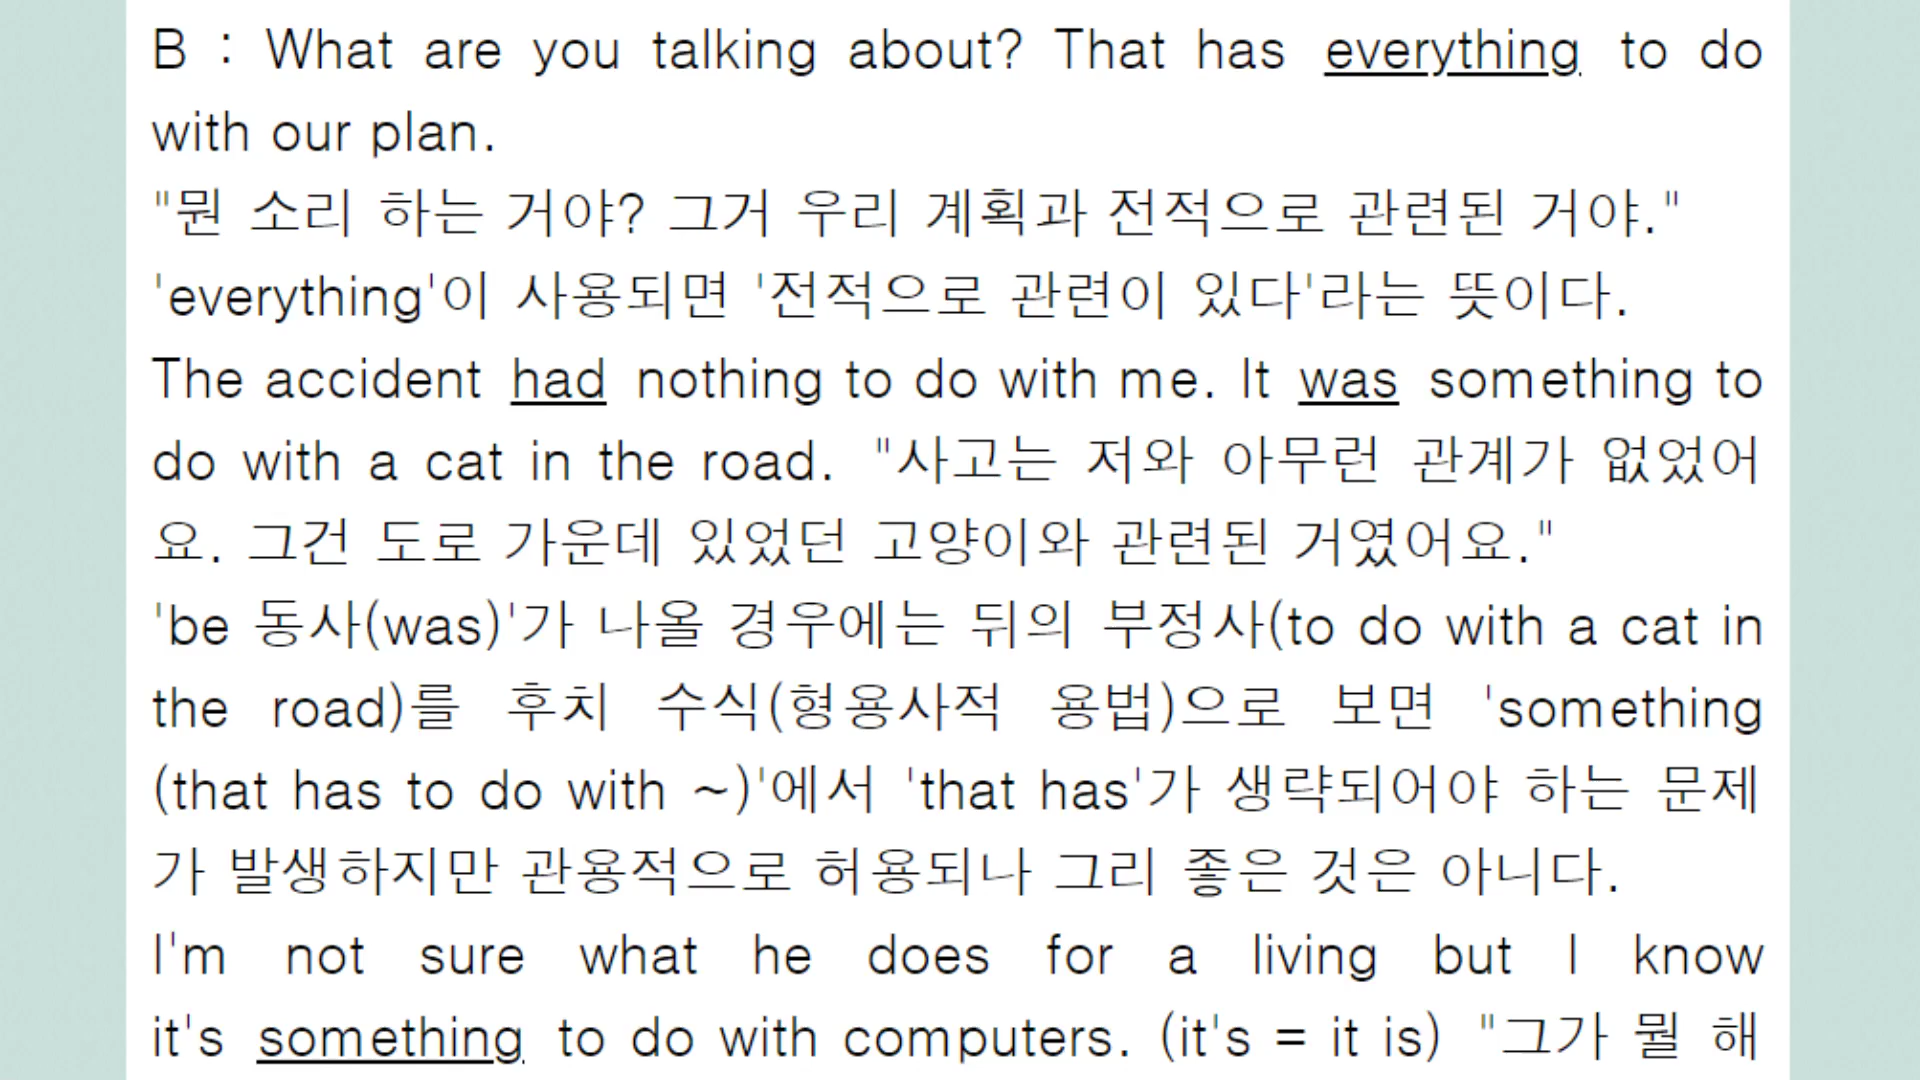 B : What are you talking about? That has everything to do
with our plan.
"뭔 소리 하는 거야? 그거 우리 계획과 전적으로 관련된 거야."
'everything'이 사용되면 '전적으로 관련이 있다'라는 뜻이다.
The accident had nothing to do with me. It was something to
do with a cat in the road. "사고는 저와 아무런 관계가 없었어
요. 그건 도로 가운데 있었던 고양이와 관련된 거였어요."
'be 동사(was)'가 나올 경우에는 뒤의 부정사(to do with a cat in
the road)를 후치 수식(형용사적 용법)으로 보면 'something
(that has to do with ~)'에서 'that has'가 생략되어야 하는 문제
가 발생하지만 관용적으로 허용되나 그리 좋은 것은 아니다.
I'm not sure what he does for a living but I know
it's something to do with computers. (it's = it is) "그가 뭘 해